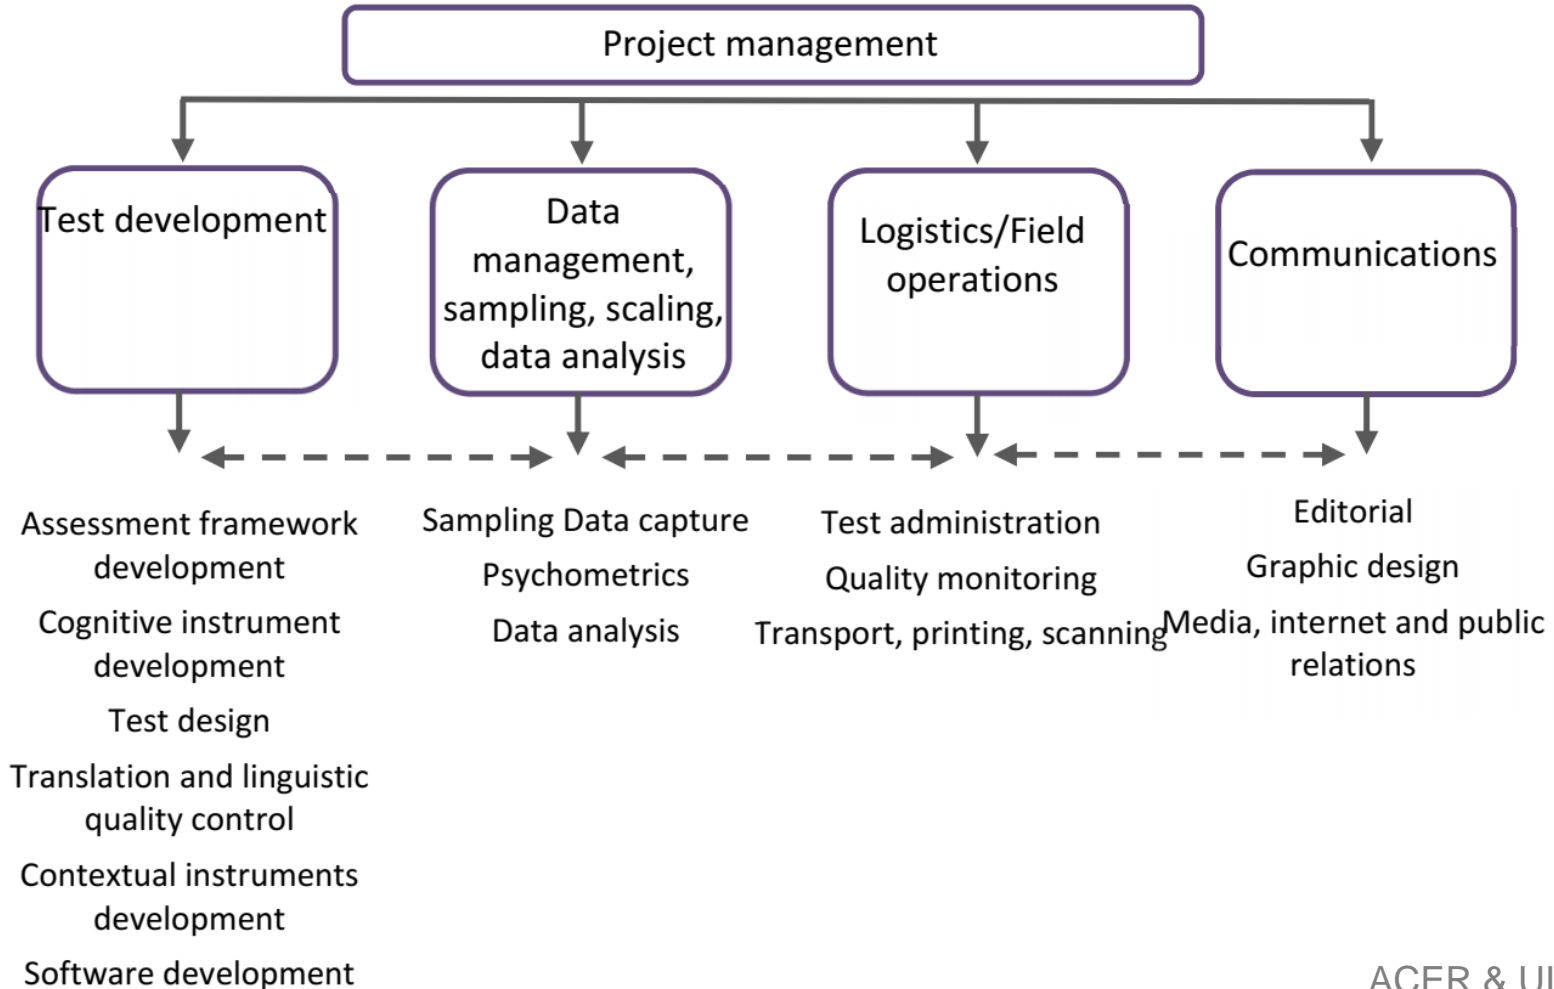 Project management
Test development
Data
management,
sampling, scaling,
data analysis
Logistics/Field
operations
Communications
Assessment framework
development
Cognitive instrument
development
Test design
Translation and linguistic
quality control
Contextual instruments
development
Software development
Sampling Data capture
Psychometrics
Data analysis
Test administration
Quality monitoring
Transport, printing, scanning
Editorial
Graphic design
Media, internet and public
relations
ACER & UI